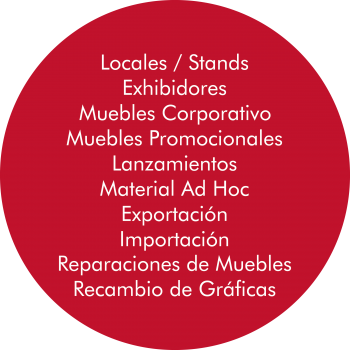 Locales / Stands
Exhibidores
Muebles Corporativo
Muebles Promocionales
Lanzamientos
Material Ad Hoc
Exportación
Importación
Reparaciones de Muebles
Recambio de Gráficas